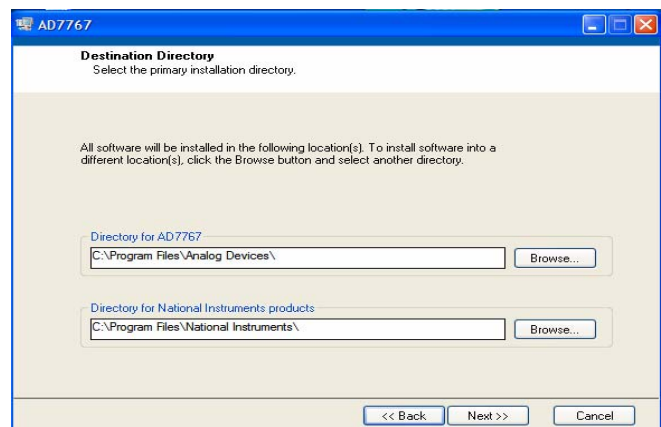 AD7767
Destination Directory
Select the primary installation directory.
All software will be installed in the following location(s). To install software into a
different location(s), click the Browse button and select another directory.
Directory for AD7767
C:\Program Files\Analog Devices\
Browse...
Directory for National Instruments products
C:\Program Files\National Instruments\
Browse...
<< Back
Next >>
Cancel